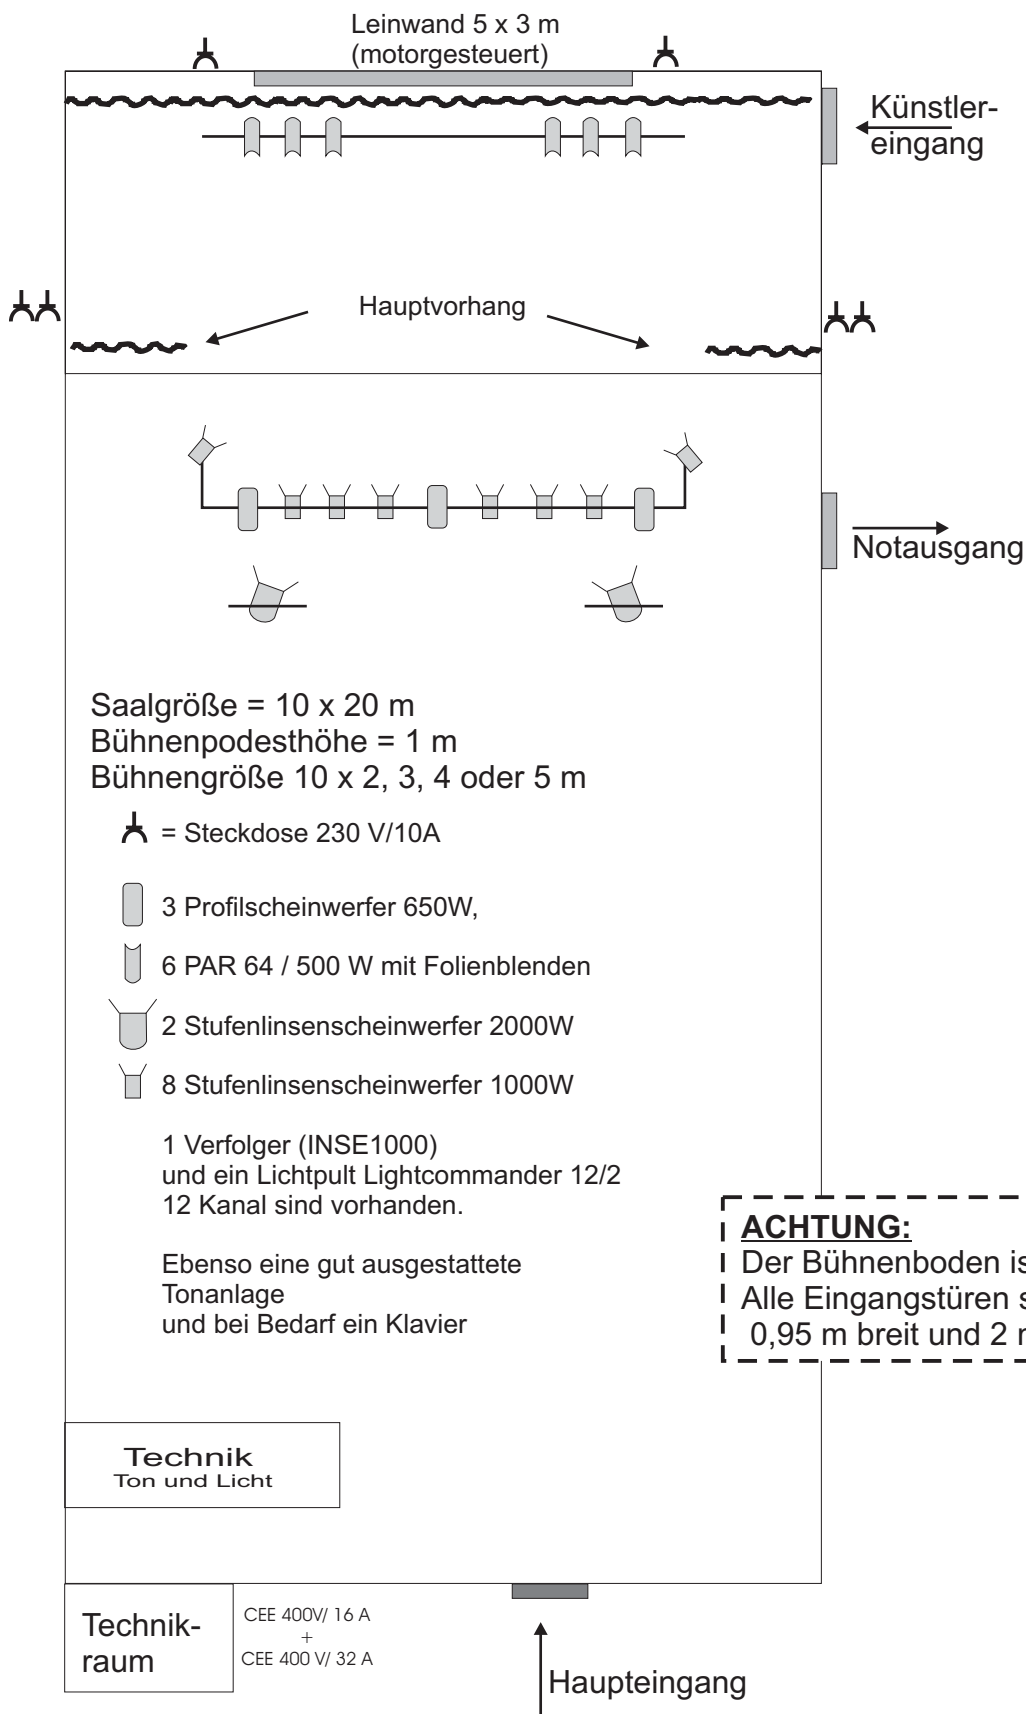 Leinwand 5 x 3 m
(motorgesteuert)
Künstler-
eingang
Hauptvorhang
Notausgang
Saalgröße = 10 x 20 m
Bühnenpodesthöhe = 1 m
Bühnengröße 10 x 2, 3, 4 oder 5 m
= Steckdose 230 V/10A
3 Profilscheinwerfer 650W,
6 PAR 64 / 500 W mit Folienblenden
2 Stufenlinsenscheinwerfer 2000W
8 Stufenlinsenscheinwerfer 1000W
1 Verfolger (INSE1000)
und ein Lichtpult Lightcommander 12/2
12 Kanal sind vorhanden.
Ebenso eine gut ausgestattete
Tonanlage
und bei Bedarf ein Klavier
ACHTUNG:
Der Bühnenboden
Alle Eingangstüren
0,95 m breit und 2
Technik
Ton und Licht
Technik-
raum
CEE 400V/ 16 A
+
CEE 400 V/ 32 A
Haupteingang